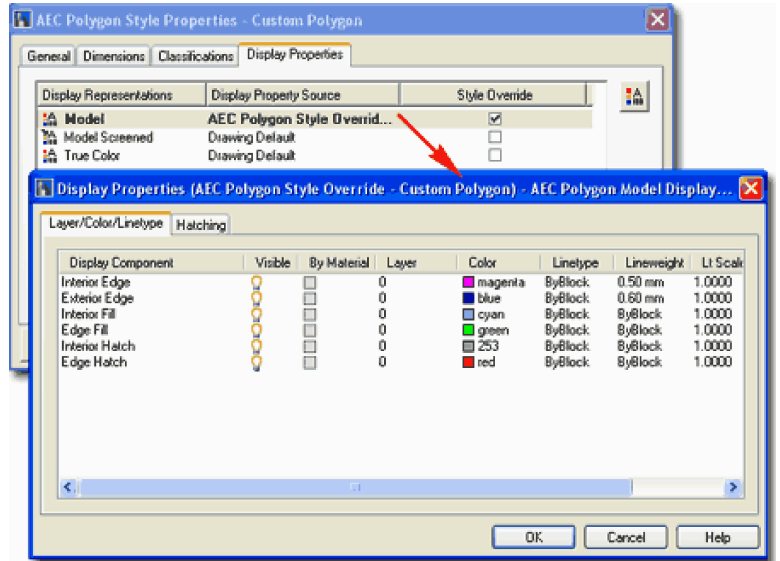 AEC Polygon Style Properties - Custom Polygon
General Dimensions Classifications Display Properties
Display Representations Display Property Source Style Override
Model AEC Polygon Style Overrid...
Model Screened Drawing Default
True Color Drawing Default
Display Properties (AEC Polygon Style Override - Custom Polygon) - AEC Polygon Model Display...
Layer/Color/Linetype Hatching
Display Component Visible By Material Layer Color Linetype Lineweight Lt Scale
Interior Edge 0 magenta ByBlock 0.50 mm 1.0000
Exterior Edge 0 blue ByBlock 0.60 mm 1.0000
Interior Fill 0 cyan ByBlock ByBlock 1.0000
Edge Fill 0 green ByBlock ByBlock 1.0000
Interior Hatch 0 253 ByBlock ByBlock 1.0000
Edge Hatch 0 red ByBlock ByBlock 1.0000
OK Cancel Help